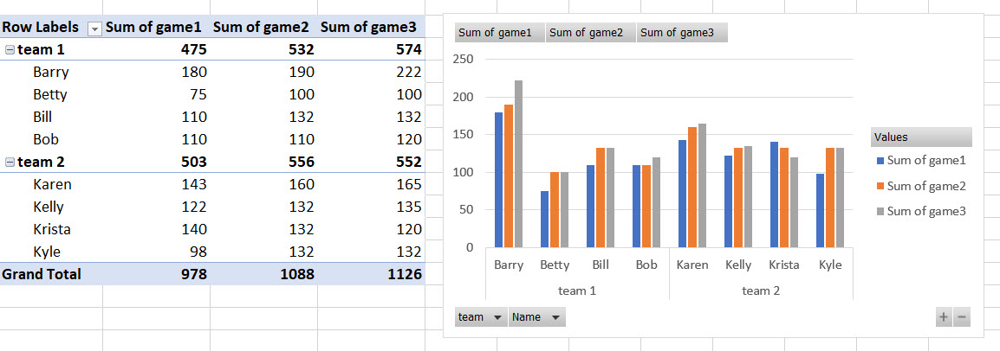 Row Labels Sum of game1 Sum of game2 Sum of game3
team 1 475 532 574
Barry 180 190 222
Betty 75 100 100
Bill 110 132 132
Bob 110 110 120
team 2 503 556 552
Karen 143 160 165
Kelly 122 132 135
Krista 140 132 120
Kyle 98 132 132
Grand Total 978 1088 1126
Sum of game1 Sum of game2 Sum of game3
250
200
150
100
50
0
Barry Betty Bill Bob Karen Kelly Krista Kyle
team 1 team 2
Values
Sum of game1
Sum of game2
Sum of game3
team Name
+ −